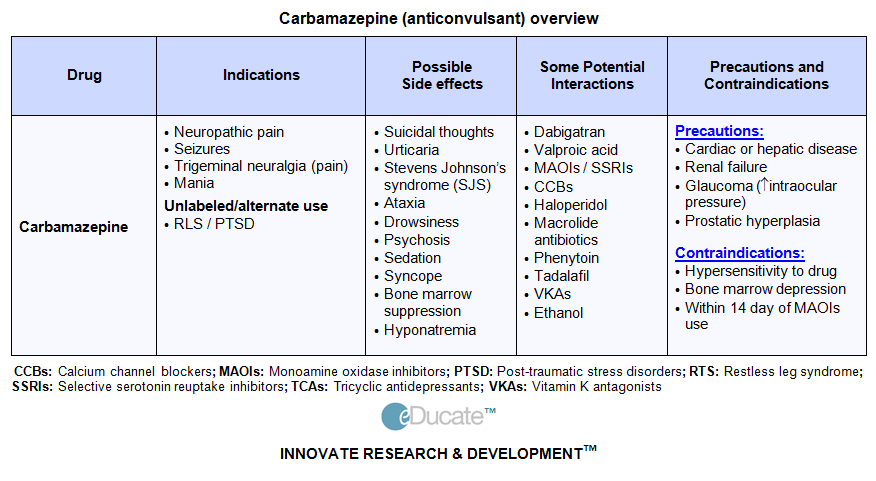 Carbamazepine (anticonvulsant) overview
Drug
Indications
Possible
Side effects
Some Potential
Interactions
Precautions and
Contraindications
Carbamazepine
• Neuropathic pain
• Seizures
• Trigeminal neuralgia (pain)
• Mania
Unlabeled/alternate use
• RLS / PTSD
• Suicidal thoughts
• Urticaria
• Stevens Johnson's
syndrome (SJS)
• Ataxia
• Drowsiness
• Psychosis
• Sedation
• Syncope
• Bone marrow
suppression
• Hyponatremia
• Dabigatran
• Valproic acid
• MAOIs / SSRIs
• CCBs
• Haloperidol
• Macrolide
antibiotics
• Phenytoin
• Tadalafil
• VKAs
• Ethanol
Precautions:
• Cardiac or hepatic disease
• Renal failure
• Glaucoma (↑intraocular
pressure)
• Prostatic hyperplasia
Contraindications:
• Hypersensitivity to drug
• Bone marrow depression
• Within 14 day of MAOIs
use
CCBs: Calcium channel blockers; MAOIs: Monoamine oxidase inhibitors; PTSD: Post-traumatic stress disorders; RTS: Restless leg syndrome;
SSRIs: Selective serotonin reuptake inhibitors; TCAs: Tricyclic antidepressants; VKAs: Vitamin K antagonists
eDucate™
INNOVATE RESEARCH & DEVELOPMENT™